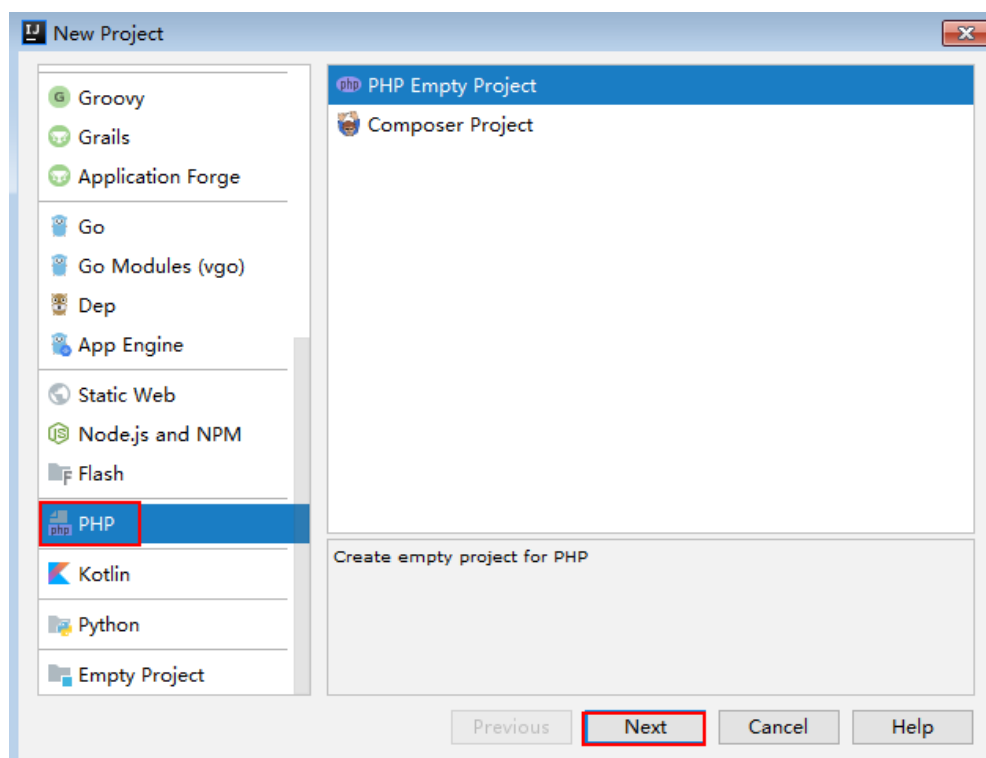 New Project
Groovy
Grails
Application Forge
Go
Go Modules (vgo)
Dep
App Engine
Static Web
Node.js and NPM
Flash
PHP
Kotlin
Python
Empty Project
PHP Empty Project
Composer Project
Create empty project for PHP
Previous
Next
Cancel
Help